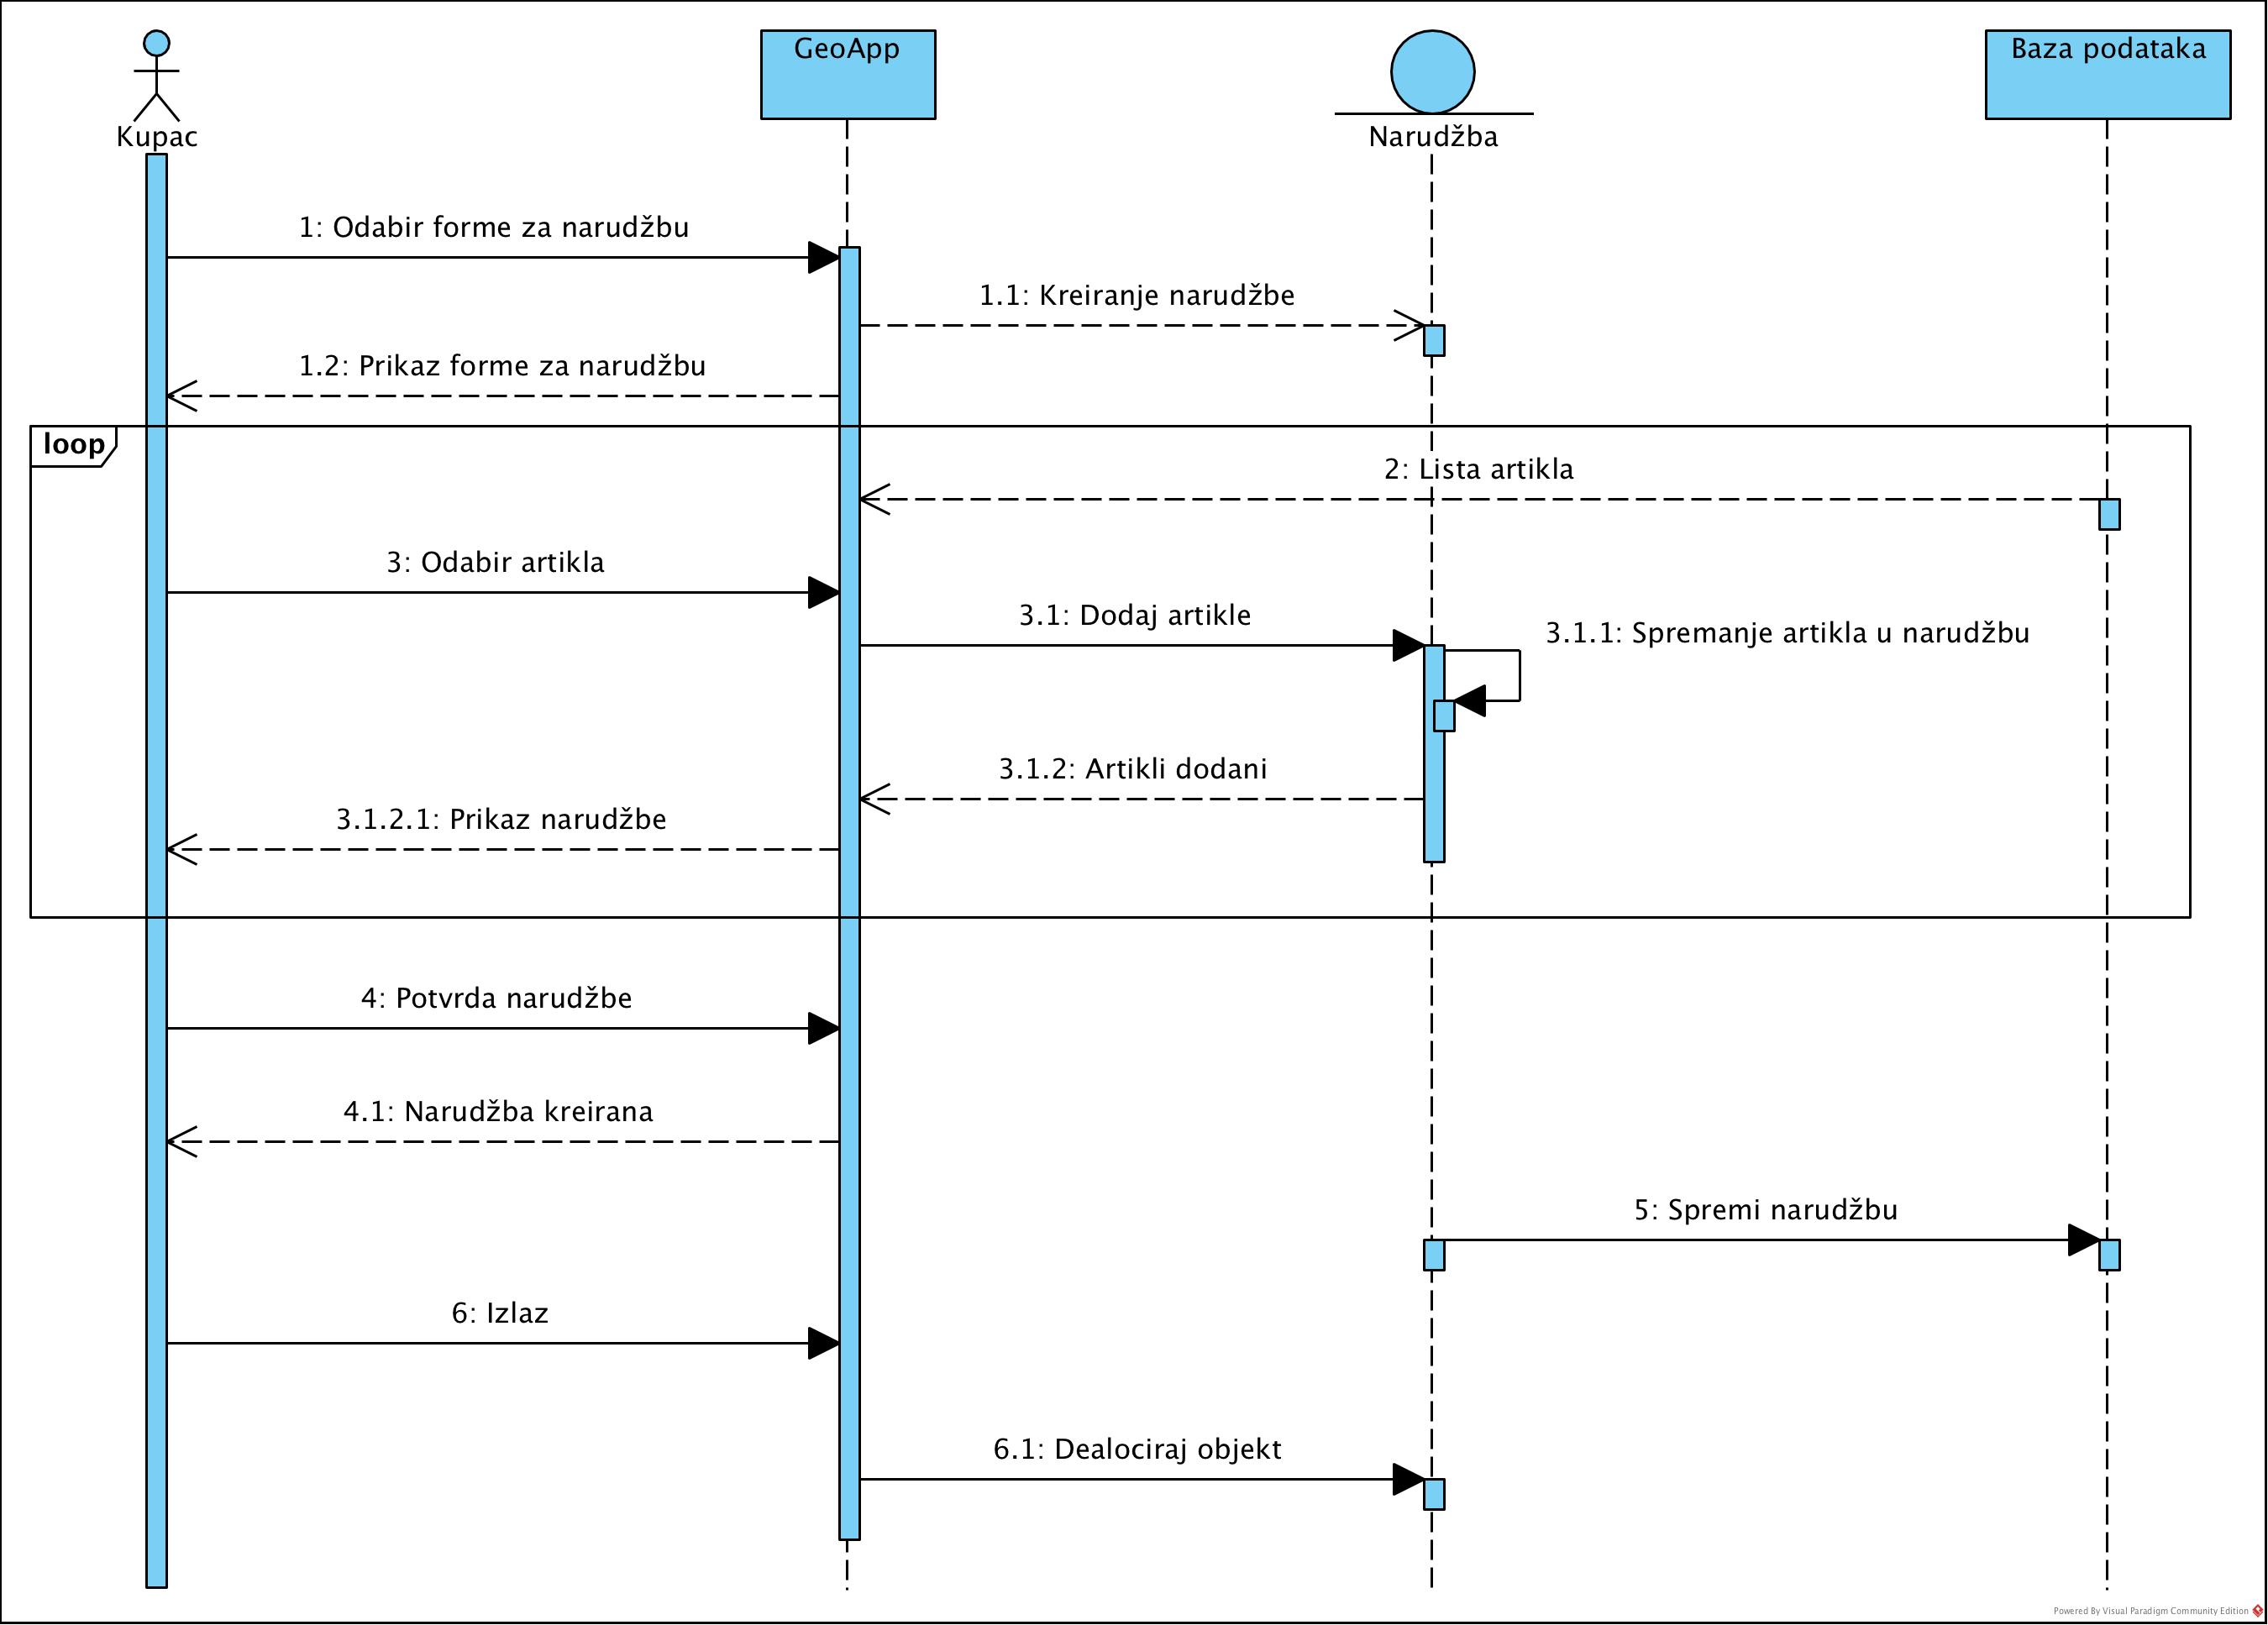 GeoApp
Baza podataka
Kupac
Narudžba
1: Odabir forme za narudžbu
1.1: Kreiranje narudžbe
1.2: Prikaz forme za narudžbu
loop
2: Lista artikla
3: Odabir artikla
3.1: Dodaj artikle
3.1.1: Spremanje artikla u narudžbu
3.1.2: Artikli dodani
3.1.2.1: Prikaz narudžbe
4: Potvrda narudžbe
4.1: Narudžba kreirana
5: Spremi narudžbu
6: Izlaz
6.1: Dealociraj objekt
Powered By Visual Paradigm Community Edition